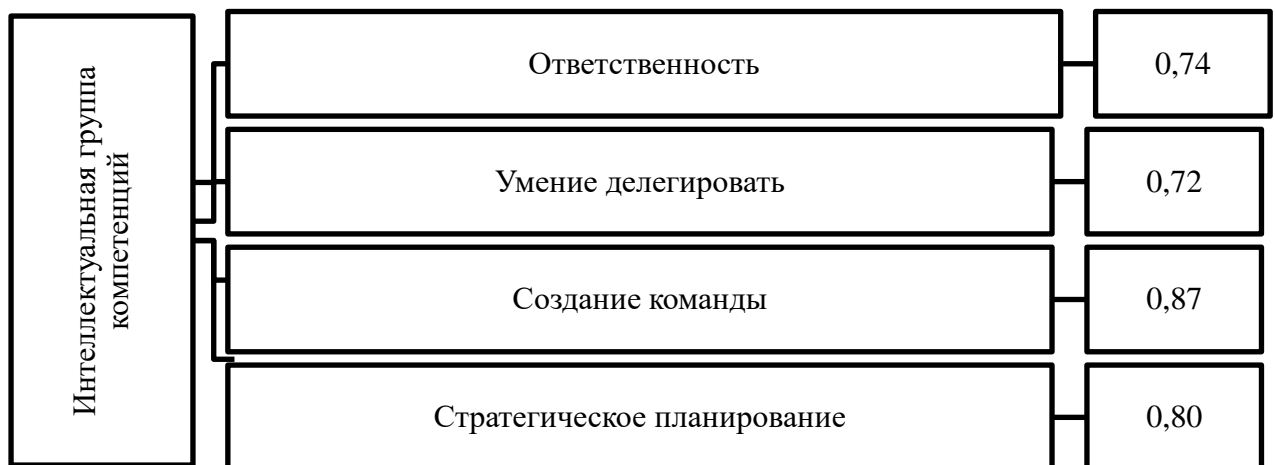 Интеллектуальная группа
компетенций
Ответственность
0,74
Умение делегировать
0,72
Создание команды
0,87
Стратегическое планирование
0,80